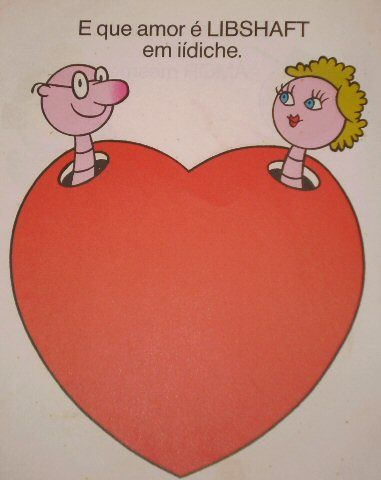 E que amor é LIBSHAFT
em iídiche.